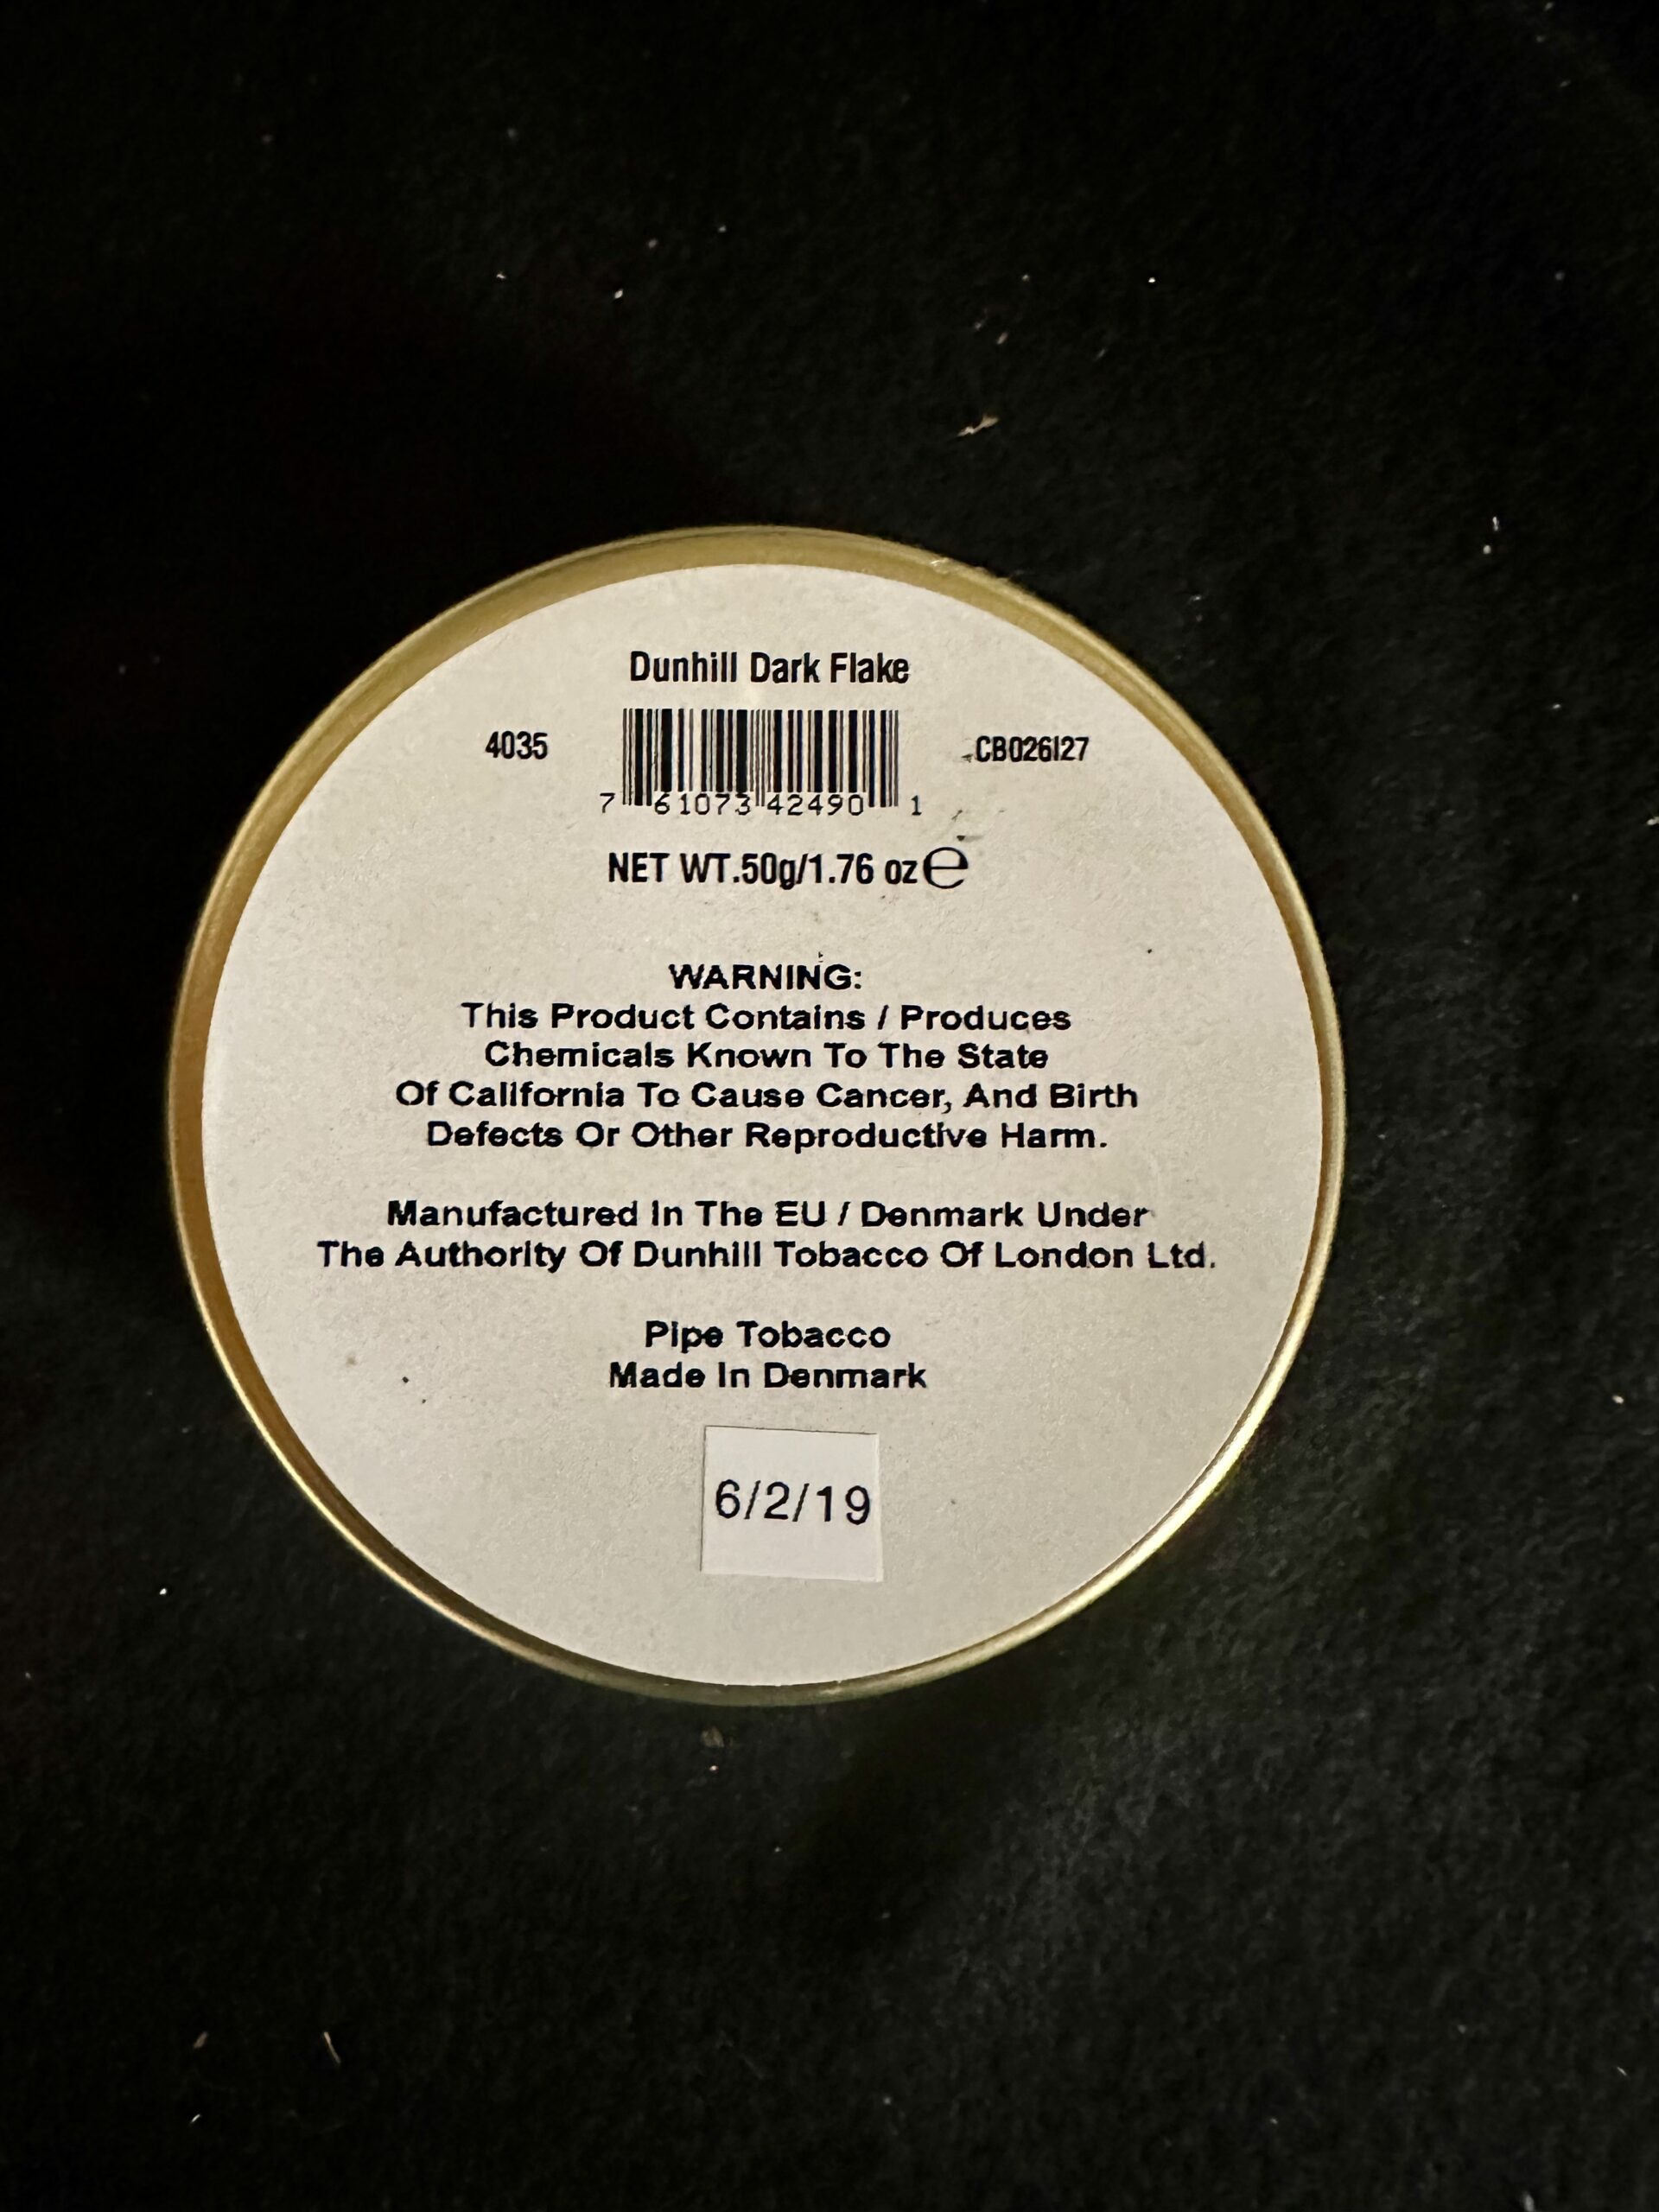 Dunhill Dark Flake
4035
CB026I27
7 61073 42490 1
NET WT.50g/1.76 oz ℮
WARNING:
This Product Contains / Produces
Chemicals Known To The State
Of California To Cause Cancer, And Birth
Defects Or Other Reproductive Harm.
Manufactured In The EU / Denmark Under
The Authority Of Dunhill Tobacco Of London Ltd.
Pipe Tobacco
Made In Denmark
6/2/19